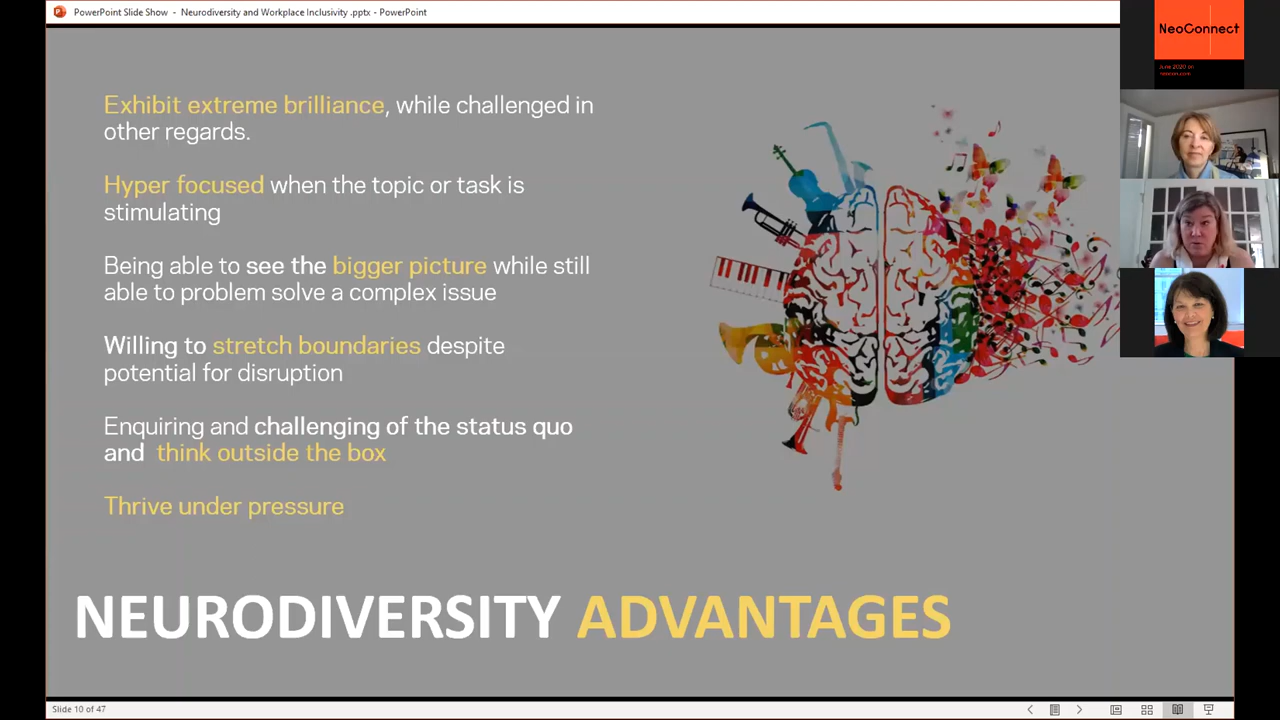 PowerPoint Slide Show - Neurodiversity and Workplace Inclusivity .pptx - PowerPoint
NeoConnect
June 2020 on
Exhibit extreme brilliance, while challenged in
other regards.
Hyper focused when the topic or task is
stimulating
Being able to see the bigger picture while still
able to problem solve a complex issue
Willing to stretch boundaries despite
potential for disruption
Enquiring and challenging of the status quo
and think outside the box
Thrive under pressure
NEURODIVERSITY ADVANTAGES
Slide 10 of 47